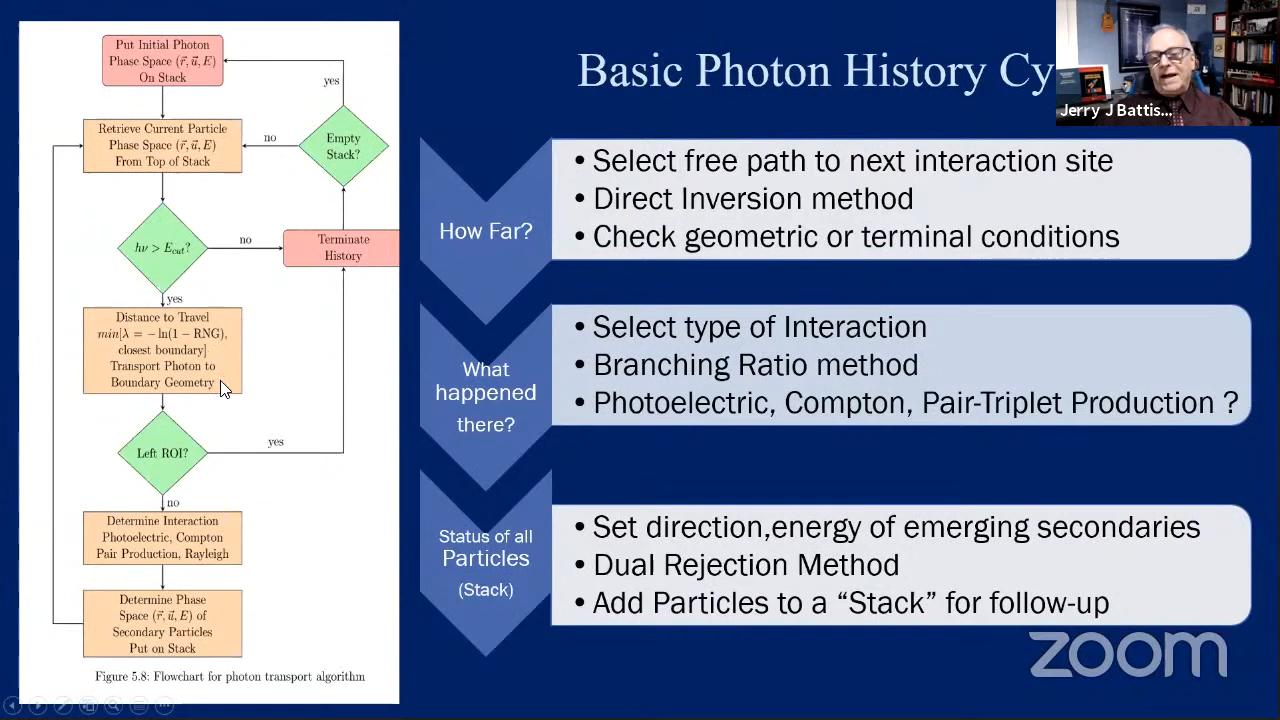 Put Initial Photon
Phase Space (r⃗, u⃗, E)
On Stack
yes
Retrieve Current Particle
Phase Space (r⃗, u⃗, E)
From Top of Stack
no
Empty
Stack?
hν > E_cut?
no
Terminate
History
yes
Distance to Travel
min[λ = −ln(1 − RNG),
closest boundary]
Transport Photon to
Boundary Geometry
Left ROI?
yes
no
Determine Interaction
Photoelectric, Compton
Pair Production, Rayleigh
Determine Phase
Space (r⃗, u⃗, E) of
Secondary Particles
Put on Stack
Figure 5.8: Flowchart for photon transport algorithm
Basic Photon History Cy
Jerry J Battis...
How Far?
• Select free path to next interaction site
• Direct Inversion method
• Check geometric or terminal conditions
What
happened
there?
• Select type of Interaction
• Branching Ratio method
• Photoelectric, Compton, Pair-Triplet Production ?
Status of all
Particles
(Stack)
• Set direction,energy of emerging secondaries
• Dual Rejection Method
• Add Particles to a “Stack” for follow-up
zoom